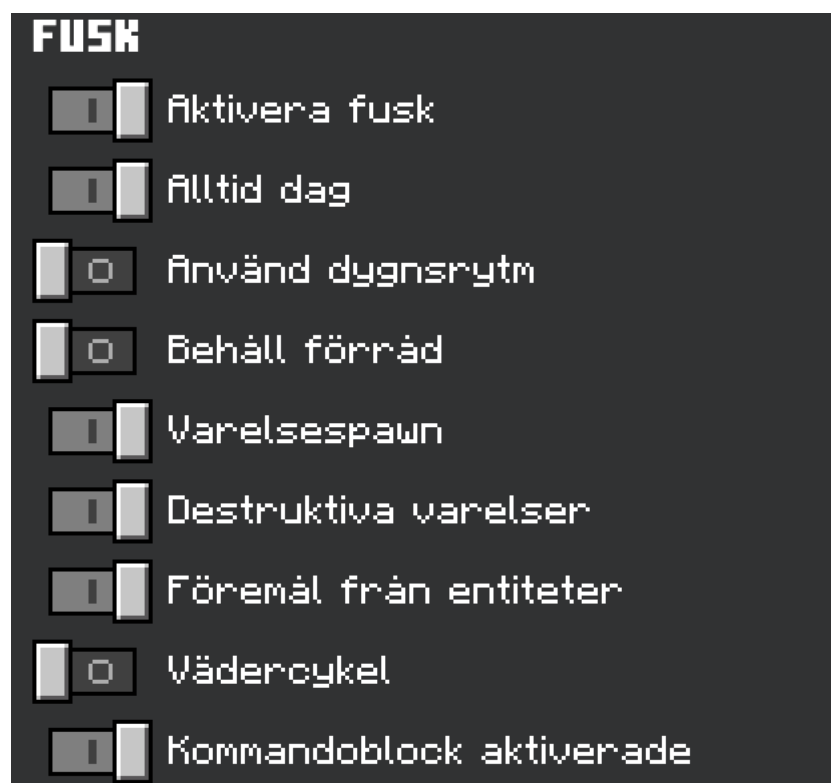 FUSK
Aktivera fusk
Alltid dag
Använd dygnsrytm
Behåll förråd
Varelsespawn
Destruktiva varelser
Föremål från entiteter
Vädercykel
Kommandoblock aktiverade